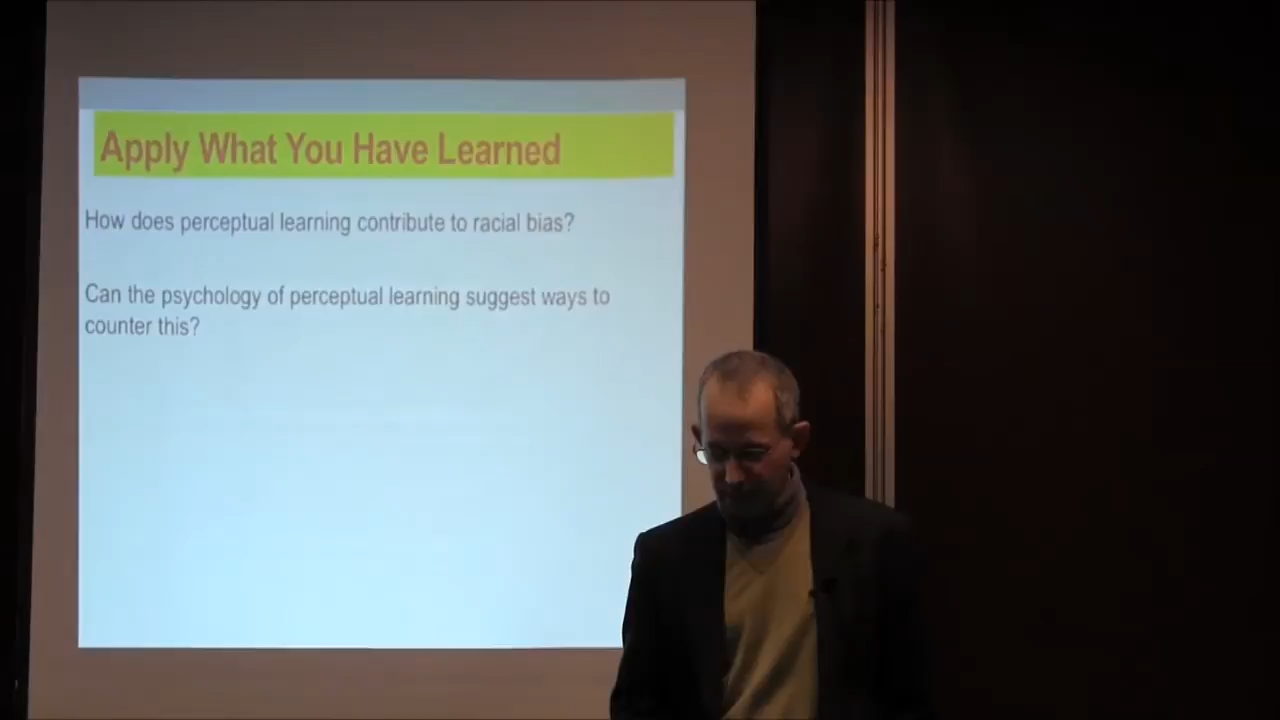 Apply What You Have Learned
How does perceptual learning contribute to racial bias?
Can the psychology of perceptual learning suggest ways to
counter this?